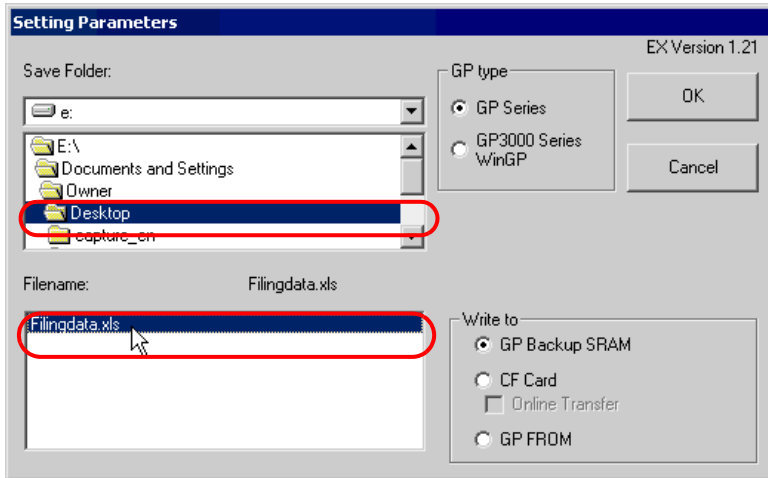 Setting Parameters
EX Version 1.21
Save Folder:
e:
E:\
Documents and Settings
Owner
Desktop
capture_en
GP type
GP Series
GP3000 Series
WinGP
OK
Cancel
Filename:
Filingdata.xls
Filingdata.xls
Write to
GP Backup SRAM
CF Card
Online Transfer
GP FROM